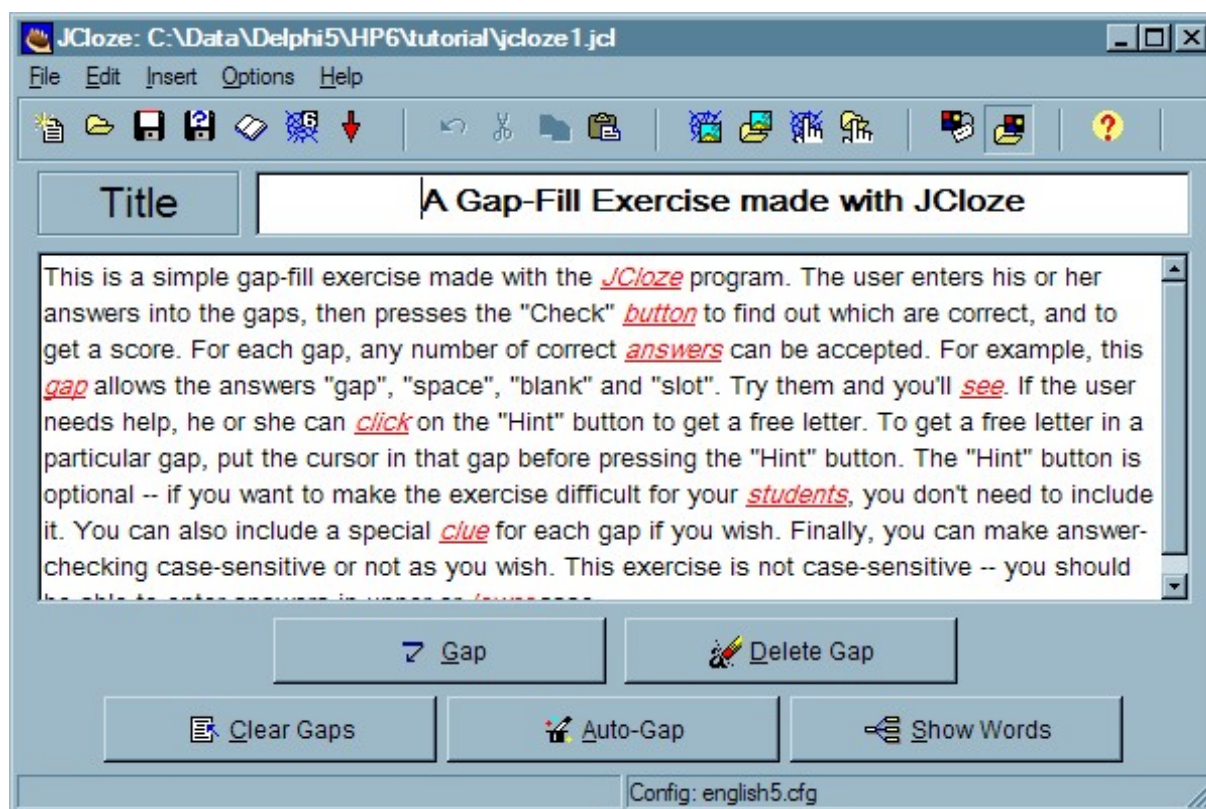 JCloze: C:\Data\Delphi5\HP6\tutorial\jcloze1.jcl
File Edit Insert Options Help
Title
A Gap-Fill Exercise made with JCloze
This is a simple gap-fill exercise made with the JCloze program. The user enters his or her
answers into the gaps, then presses the "Check" button to find out which are correct, and to
get a score. For each gap, any number of correct answers can be accepted. For example, this
gap allows the answers "gap", "space", "blank" and "slot". Try them and you'll see. If the user
needs help, he or she can click on the "Hint" button to get a free letter. To get a free letter in a
particular gap, put the cursor in that gap before pressing the "Hint" button. The "Hint" button is
optional -- if you want to make the exercise difficult for your students, you don't need to include
it. You can also include a special clue for each gap if you wish. Finally, you can make answer-
checking case-sensitive or not as you wish. This exercise is not case-sensitive -- you should
be able to enter answers in upper or
Gap Delete Gap
Clear Gaps Auto-Gap Show Words
Config: english5.cfg